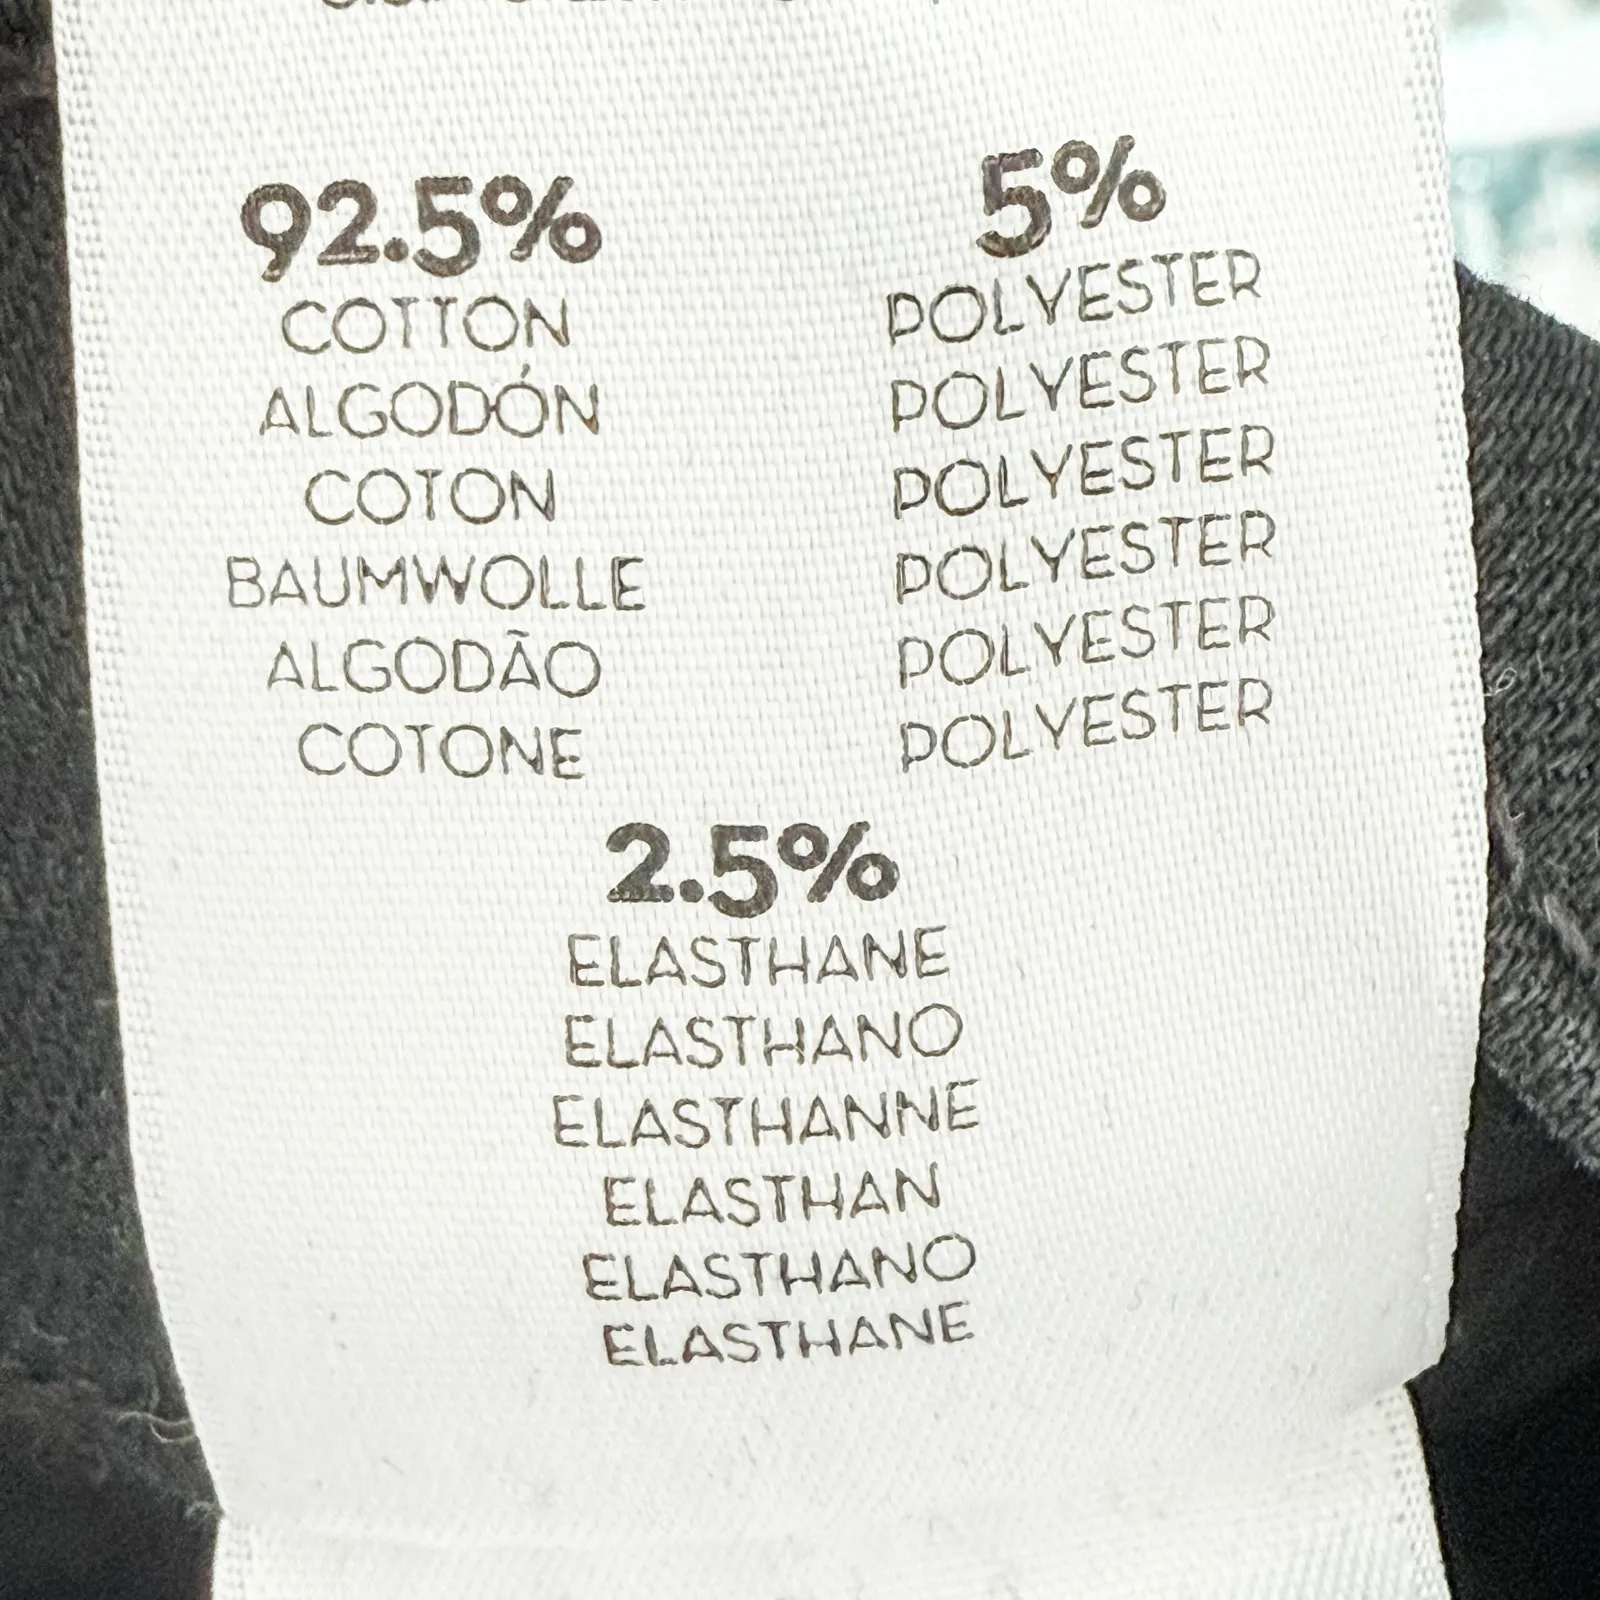 92.5%
COTTON
ALGODÓN
COTON
BAUMWOLLE
ALGODÃO
COTONE
5%
POLYESTER
POLYESTER
POLYESTER
POLYESTER
POLYESTER
POLYESTER
2.5%
ELASTHANE
ELASTHANO
ELASTHANNE
ELASTHAN
ELASTHANO
ELASTHANE